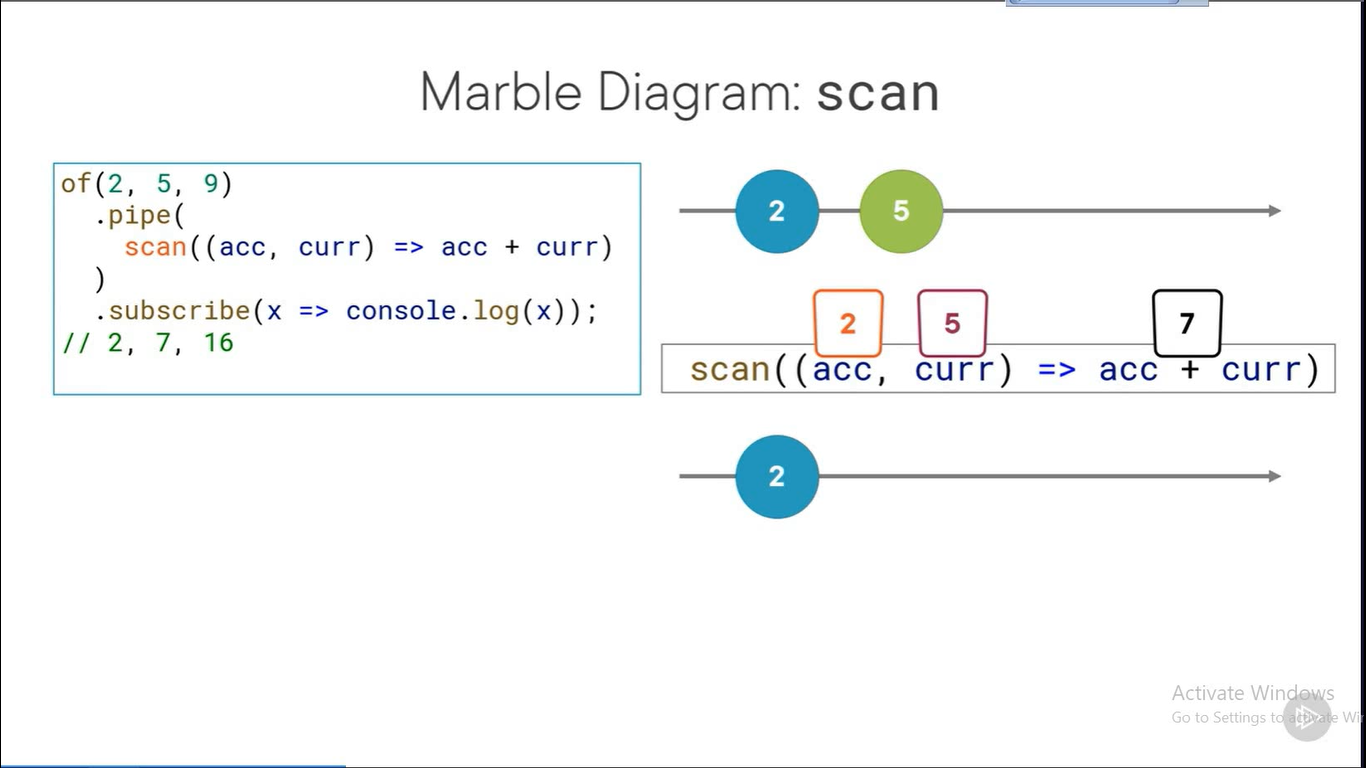 Marble Diagram: scan
of(2, 5, 9)
.pipe(
scan((acc, curr) => acc + curr)
)
.subscribe(x => console.log(x));
// 2, 7, 16
2 5
2 5 7
scan((acc, curr) => acc + curr)
2
Activate Windows
Go to Settings to activate Wi